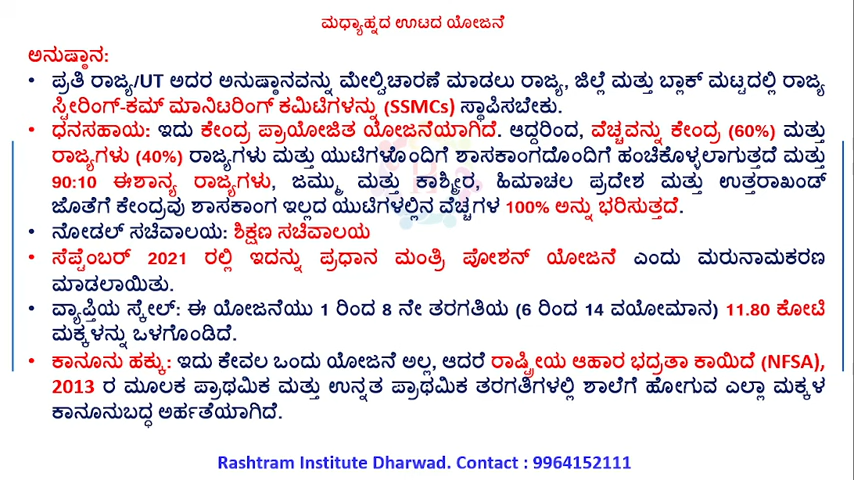 ಮಧ್ಯಾಹ್ನದ ಊಟದ ಯೋಜನೆ
ಅನುಷ್ಠಾನ:
• ಪ್ರತಿ ರಾಜ್ಯ/UT ಅದರ ಅನುಷ್ಠಾನವನ್ನು ಮೇಲ್ವಿಚಾರಣೆ ಮಾಡಲು ರಾಜ್ಯ, ಜಿಲ್ಲೆ ಮತ್ತು ಬ್ಲಾಕ್ ಮಟ್ಟದಲ್ಲಿ ರಾಜ್ಯ
ಸ್ಟೀರಿಂಗ್-ಕಮ್ ಮಾನಿಟರಿಂಗ್ ಕಮಿಟಿಗಳನ್ನು (SSMCs) ಸ್ಥಾಪಿಸಬೇಕು.
• ಧನಸಹಾಯ: ಇದು ಕೇಂದ್ರ ಪ್ರಾಯೋಜಿತ ಯೋಜನೆಯಾಗಿದೆ. ಆದ್ದರಿಂದ, ವೆಚ್ಚವನ್ನು ಕೇಂದ್ರ (60%) ಮತ್ತು
ರಾಜ್ಯಗಳು (40%) ರಾಜ್ಯಗಳು ಮತ್ತು ಯುಟಿಗಳೊಂದಿಗೆ ಶಾಸಕಾಂಗದೊಂದಿಗೆ ಹಂಚಿಕೊಳ್ಳಲಾಗುತ್ತದೆ ಮತ್ತು
90:10 ಈಶಾನ್ಯ ರಾಜ್ಯಗಳು, ಜಮ್ಮು ಮತ್ತು ಕಾಶ್ಮೀರ, ಹಿಮಾಚಲ ಪ್ರದೇಶ ಮತ್ತು ಉತ್ತರಾಖಂಡ್
ಜೊತೆಗೆ ಕೇಂದ್ರವು ಶಾಸಕಾಂಗ ಇಲ್ಲದ ಯುಟಿಗಳಲ್ಲಿನ ವೆಚ್ಚಗಳ 100% ಅನ್ನು ಭರಿಸುತ್ತದೆ.
• ನೋಡಲ್ ಸಚಿವಾಲಯ: ಶಿಕ್ಷಣ ಸಚಿವಾಲಯ
• ಸೆಪ್ಟೆಂಬರ್ 2021 ರಲ್ಲಿ ಇದನ್ನು ಪ್ರಧಾನ ಮಂತ್ರಿ ಪೋಶನ್ ಯೋಜನೆ ಎಂದು ಮರುನಾಮಕರಣ
ಮಾಡಲಾಯಿತು.
• ವ್ಯಾಪ್ತಿಯ ಸ್ಕೇಲ್: ಈ ಯೋಜನೆಯು 1 ರಿಂದ 8 ನೇ ತರಗತಿಯ (6 ರಿಂದ 14 ವಯೋಮಾನ) 11.80 ಕೋಟಿ
ಮಕ್ಕಳನ್ನು ಒಳಗೊಂಡಿದೆ.
• ಕಾನೂನು ಹಕ್ಕು: ಇದು ಕೇವಲ ಒಂದು ಯೋಜನೆ ಅಲ್ಲ, ಆದರೆ ರಾಷ್ಟ್ರೀಯ ಆಹಾರ ಭದ್ರತಾ ಕಾಯಿದೆ (NFSA),
2013 ರ ಮೂಲಕ ಪ್ರಾಥಮಿಕ ಮತ್ತು ಉನ್ನತ ಪ್ರಾಥಮಿಕ ತರಗತಿಗಳಲ್ಲಿ ಶಾಲೆಗೆ ಹೋಗುವ ಎಲ್ಲಾ ಮಕ್ಕಳ
ಕಾನೂನುಬದ್ಧ ಅರ್ಹತೆಯಾಗಿದೆ.
Rashtram Institute Dharwad. Contact : 9964152111